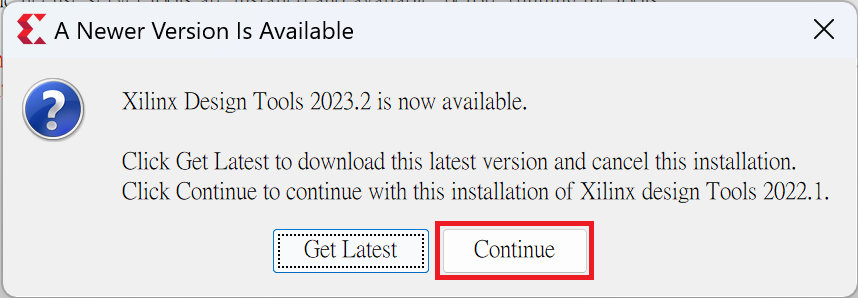 A Newer Version Is Available
Xilinx Design Tools 2023.2 is now available.
Click Get Latest to download this latest version and cancel this installation.
Click Continue to continue with this installation of Xilinx design Tools 2022.1.
Get Latest
Continue